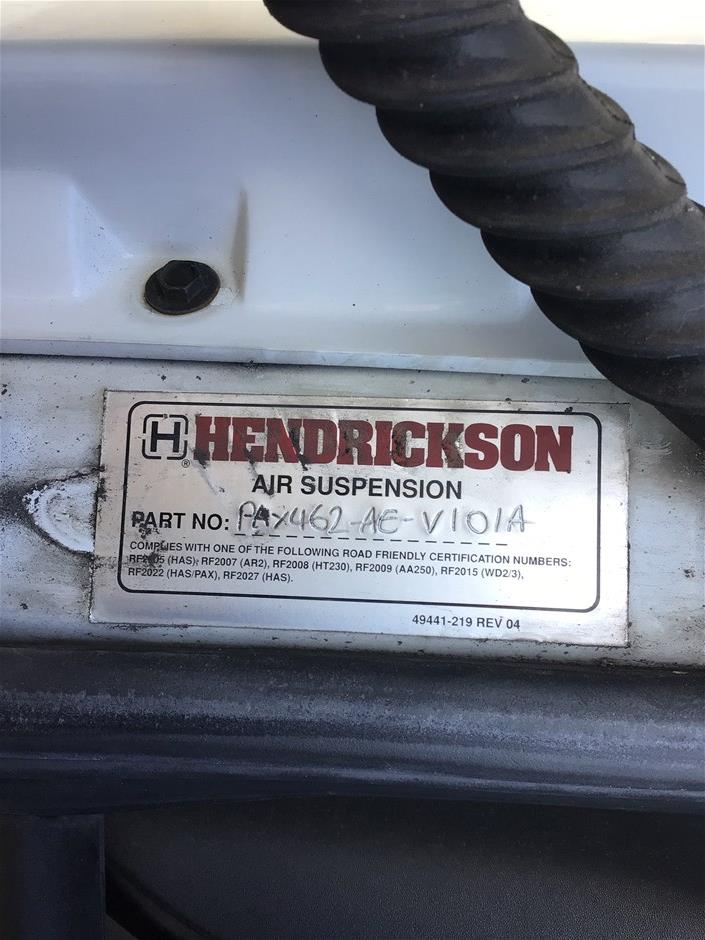 H® HENDRICKSON
AIR SUSPENSION
PART NO: PAX462-AE-V101A
COMPLIES WITH ONE OF THE FOLLOWING ROAD FRIENDLY CERTIFICATION NUMBERS:
RF2005 (HAS), RF2007 (AR2), RF2008 (HT230), RF2009 (AA250), RF2015 (WD2/3),
RF2022 (HAS/PAX), RF2027 (HAS).
49441-219 REV 04